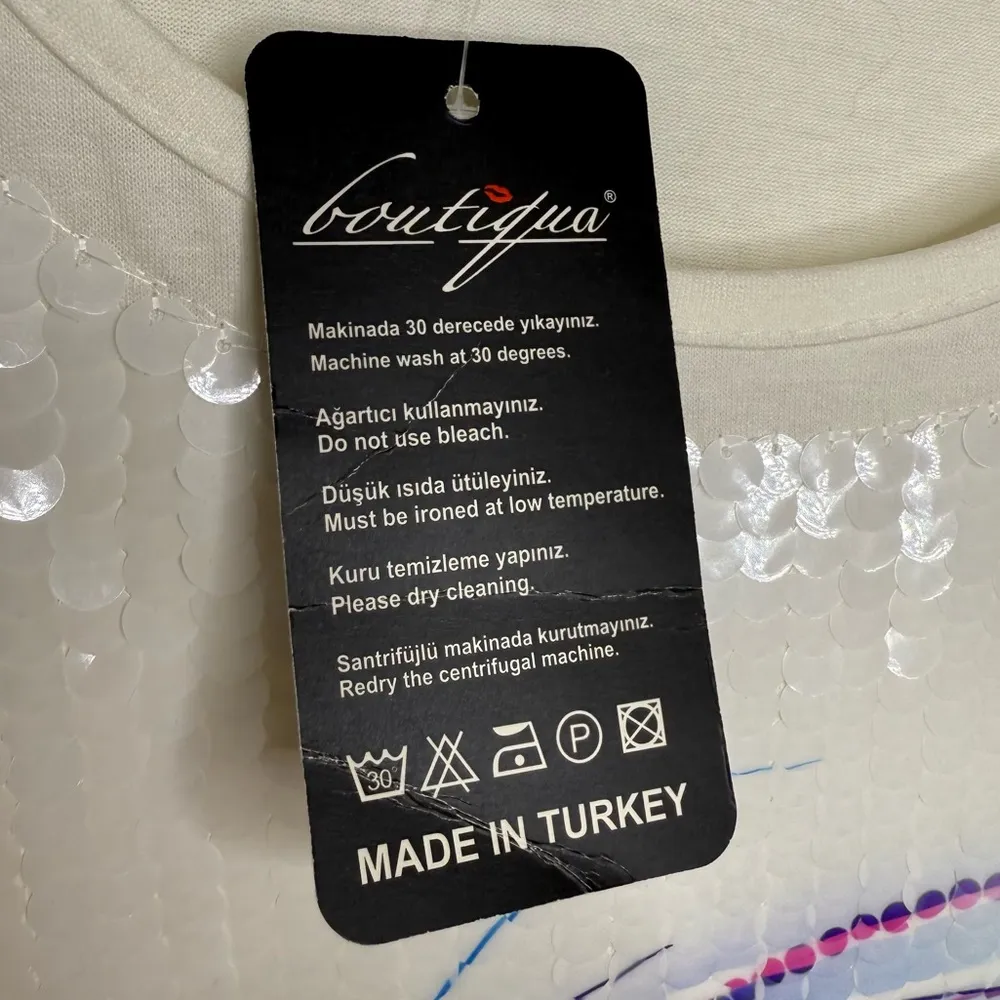 boutiqua®
Makinada 30 derecede yıkayınız.
Machine wash at 30 degrees.
Ağartıcı kullanmayınız.
Do not use bleach.
Düşük ısıda ütüleyiniz.
Must be ironed at low temperature.
Kuru temizleme yapınız.
Please dry cleaning.
Santrifüjlü makinada kurutmayınız.
Redry the centrifugal machine.
30° P
MADE IN TURKEY